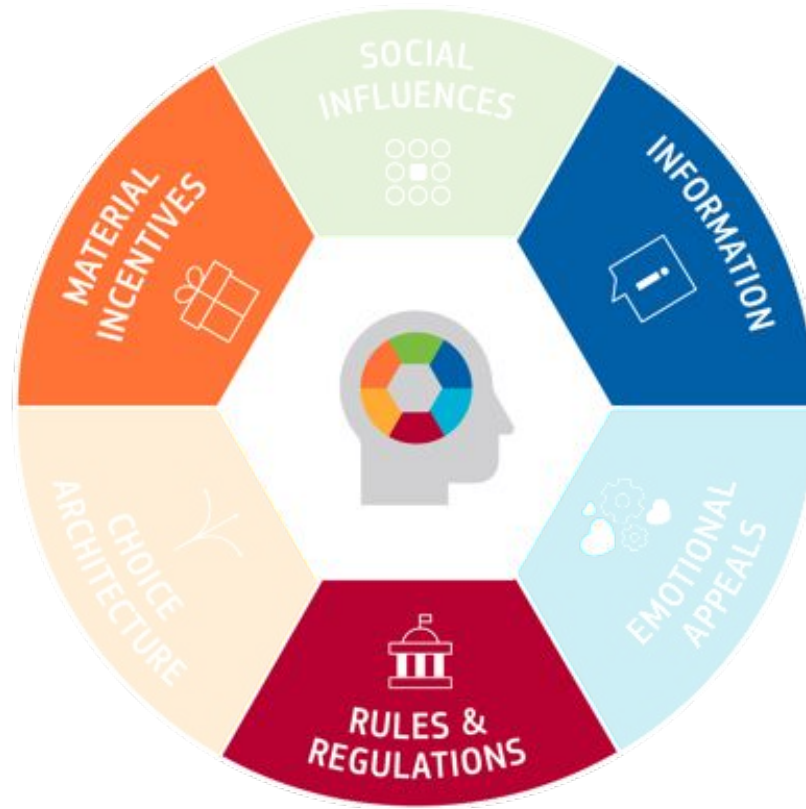 SOCIAL
INFLUENCES
INFORMATION
i
EMOTIONAL
APPEALS
RULES &
REGULATIONS
CHOICE
ARCHITECTURE
MATERIAL
INCENTIVES